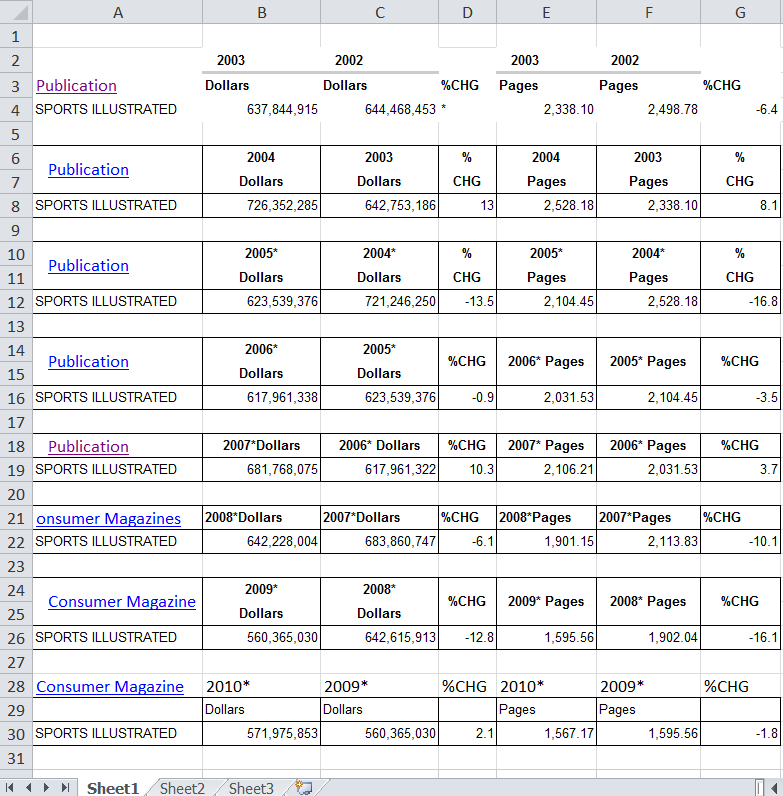 A B C D E F G
1
2 2003 2002 2003 2002
3 Publication Dollars Dollars %CHG Pages Pages %CHG
4 SPORTS ILLUSTRATED 637,844,915 644,468,453 * 2,338.10 2,498.78 -6.4
5
6 2004 2003 % 2004 2003 %
Publication
7 Dollars Dollars CHG Pages Pages CHG
8 SPORTS ILLUSTRATED 726,352,285 642,753,186 13 2,528.18 2,338.10 8.1
9
10 2005* 2004* % 2005* 2004* %
Publication
11 Dollars Dollars CHG Pages Pages CHG
12 SPORTS ILLUSTRATED 623,539,376 721,246,250 -13.5 2,104.45 2,528.18 -16.8
13
14 2006* 2005*
Publication %CHG 2006* Pages 2005* Pages %CHG
15 Dollars Dollars
16 SPORTS ILLUSTRATED 617,961,338 623,539,376 -0.9 2,031.53 2,104.45 -3.5
17
18 Publication 2007*Dollars 2006* Dollars %CHG 2007* Pages 2006* Pages %CHG
19 SPORTS ILLUSTRATED 681,768,075 617,961,322 10.3 2,106.21 2,031.53 3.7
20
21 onsumer Magazines 2008*Dollars 2007*Dollars %CHG 2008*Pages 2007*Pages %CHG
22 SPORTS ILLUSTRATED 642,228,004 683,860,747 -6.1 1,901.15 2,113.83 -10.1
23
24 2009* 2008*
Consumer Magazine %CHG 2009* Pages 2008* Pages %CHG
25 Dollars Dollars
26 SPORTS ILLUSTRATED 560,365,030 642,615,913 -12.8 1,595.56 1,902.04 -16.1
27
28 Consumer Magazine 2010* 2009* %CHG 2010* 2009* %CHG
29 Dollars Dollars Pages Pages
30 SPORTS ILLUSTRATED 571,975,853 560,365,030 2.1 1,567.17 1,595.56 -1.8
31
Sheet1 Sheet2 Sheet3